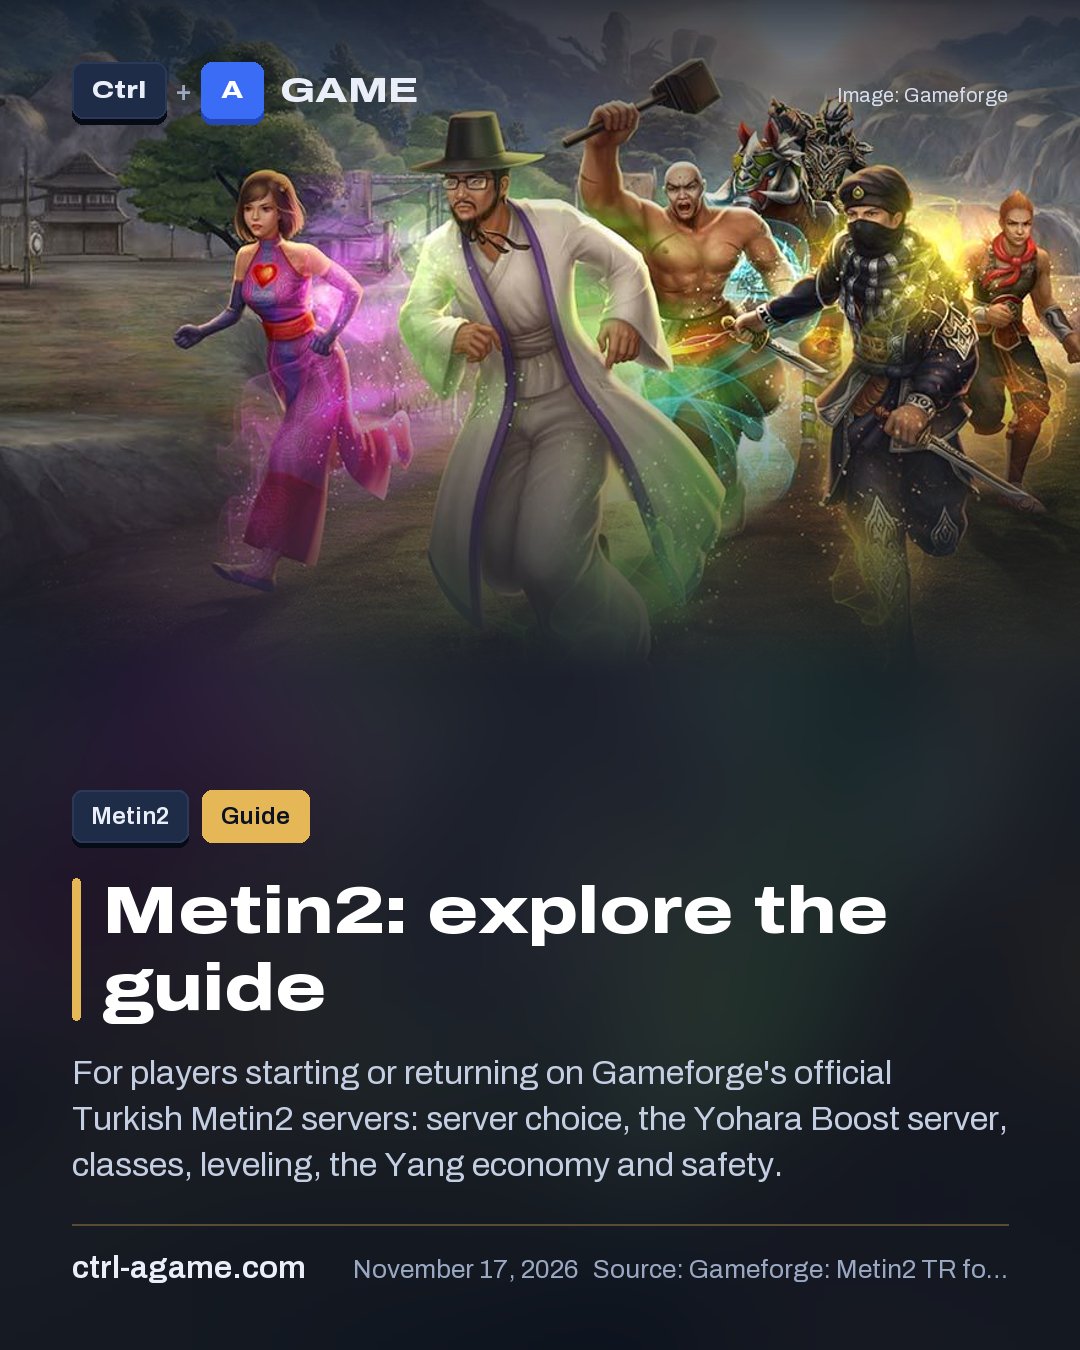 Ctrl + A GAME
Image: Gameforge
Metin2 Guide
Metin2: explore the
guide
For players starting or returning on Gameforge's official
Turkish Metin2 servers: server choice, the Yohara Boost server,
classes, leveling, the Yang economy and safety.
ctrl-agame.com November 17, 2026 Source: Gameforge: Metin2 TR fo...